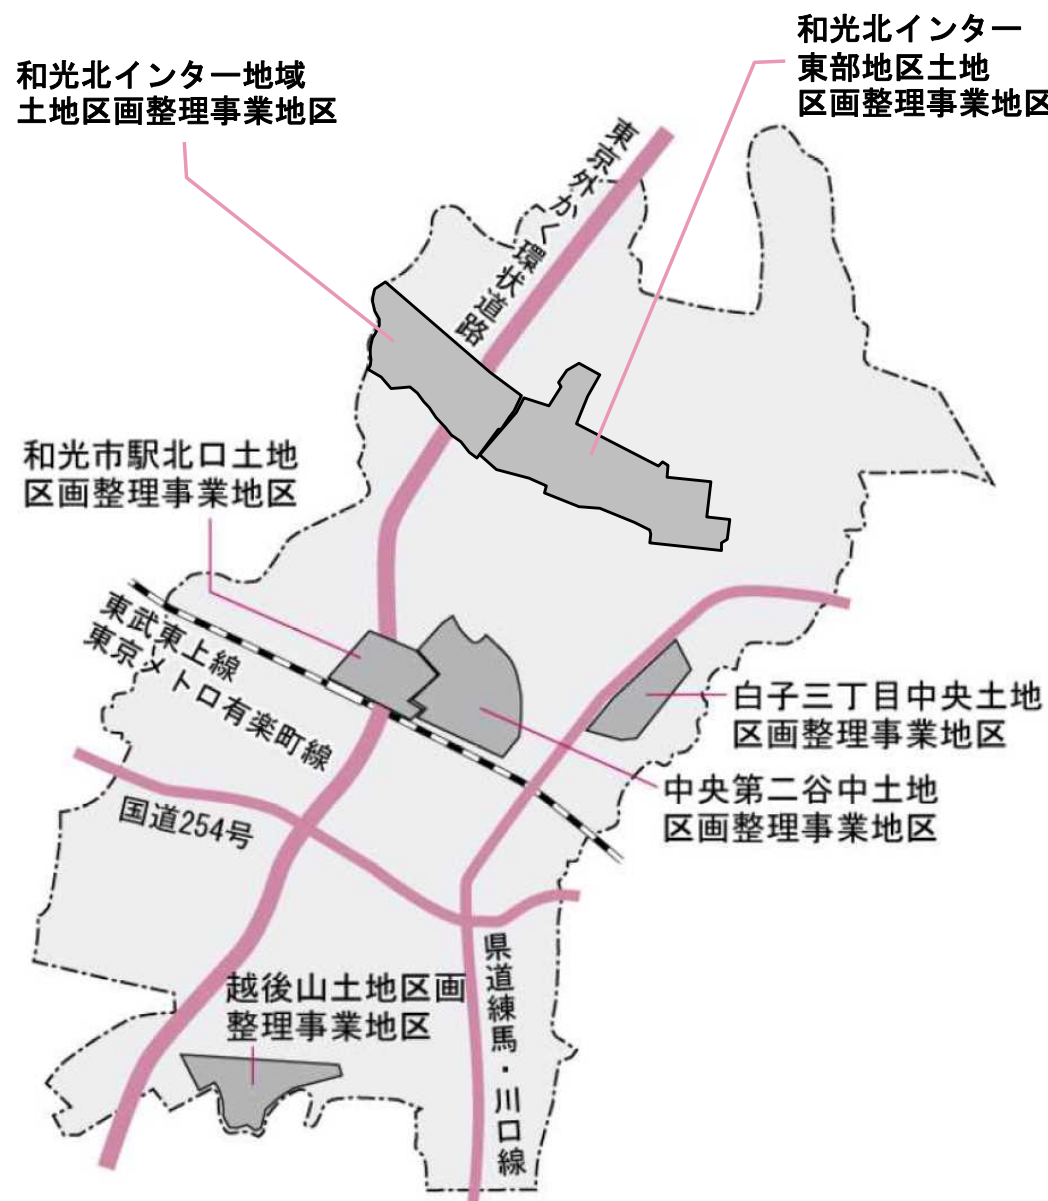 和光北インター地域
土地区画整理事業地区
和光北インター
東部地区土地
区画整理事業地区
東京外かく環状道路
和光市駅北口土地
区画整理事業地区
東武東上線
東京メトロ有楽町線
白子三丁目中央土地
区画整理事業地区
中央第二谷中土地
区画整理事業地区
国道254号
越後山土地区画
整理事業地区
県道練馬・川口線